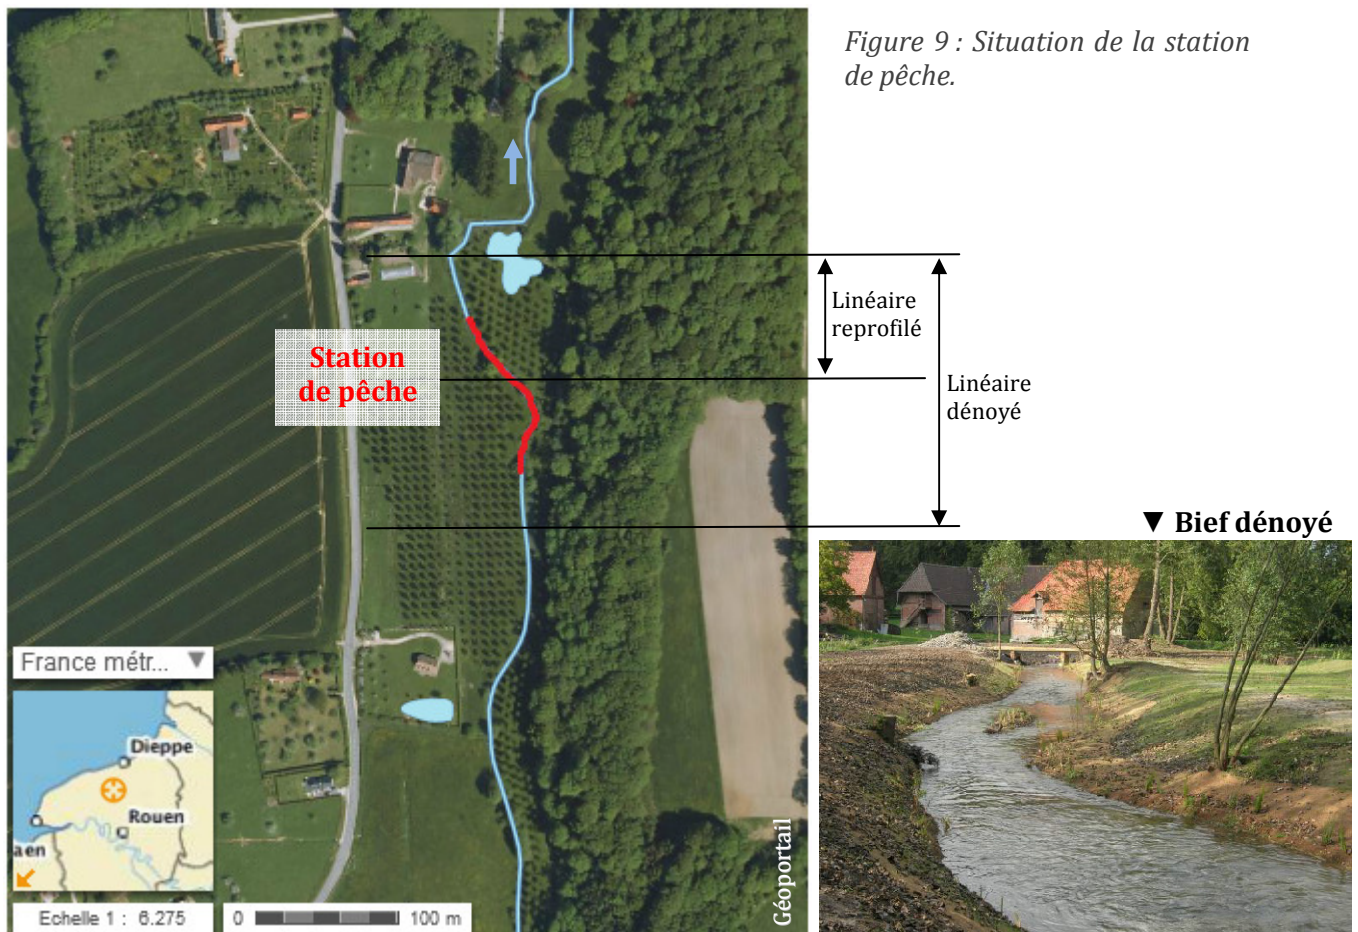 Figure 9 : Situation de la station
de pêche.
Linéaire
reprofilé
Station
de pêche
Linéaire
dénoyé
▼ Bief dénoyé
France métr... ▼
Dieppe
Rouen
aen
Echelle 1 : 6.275
0 100 m
Géoportail